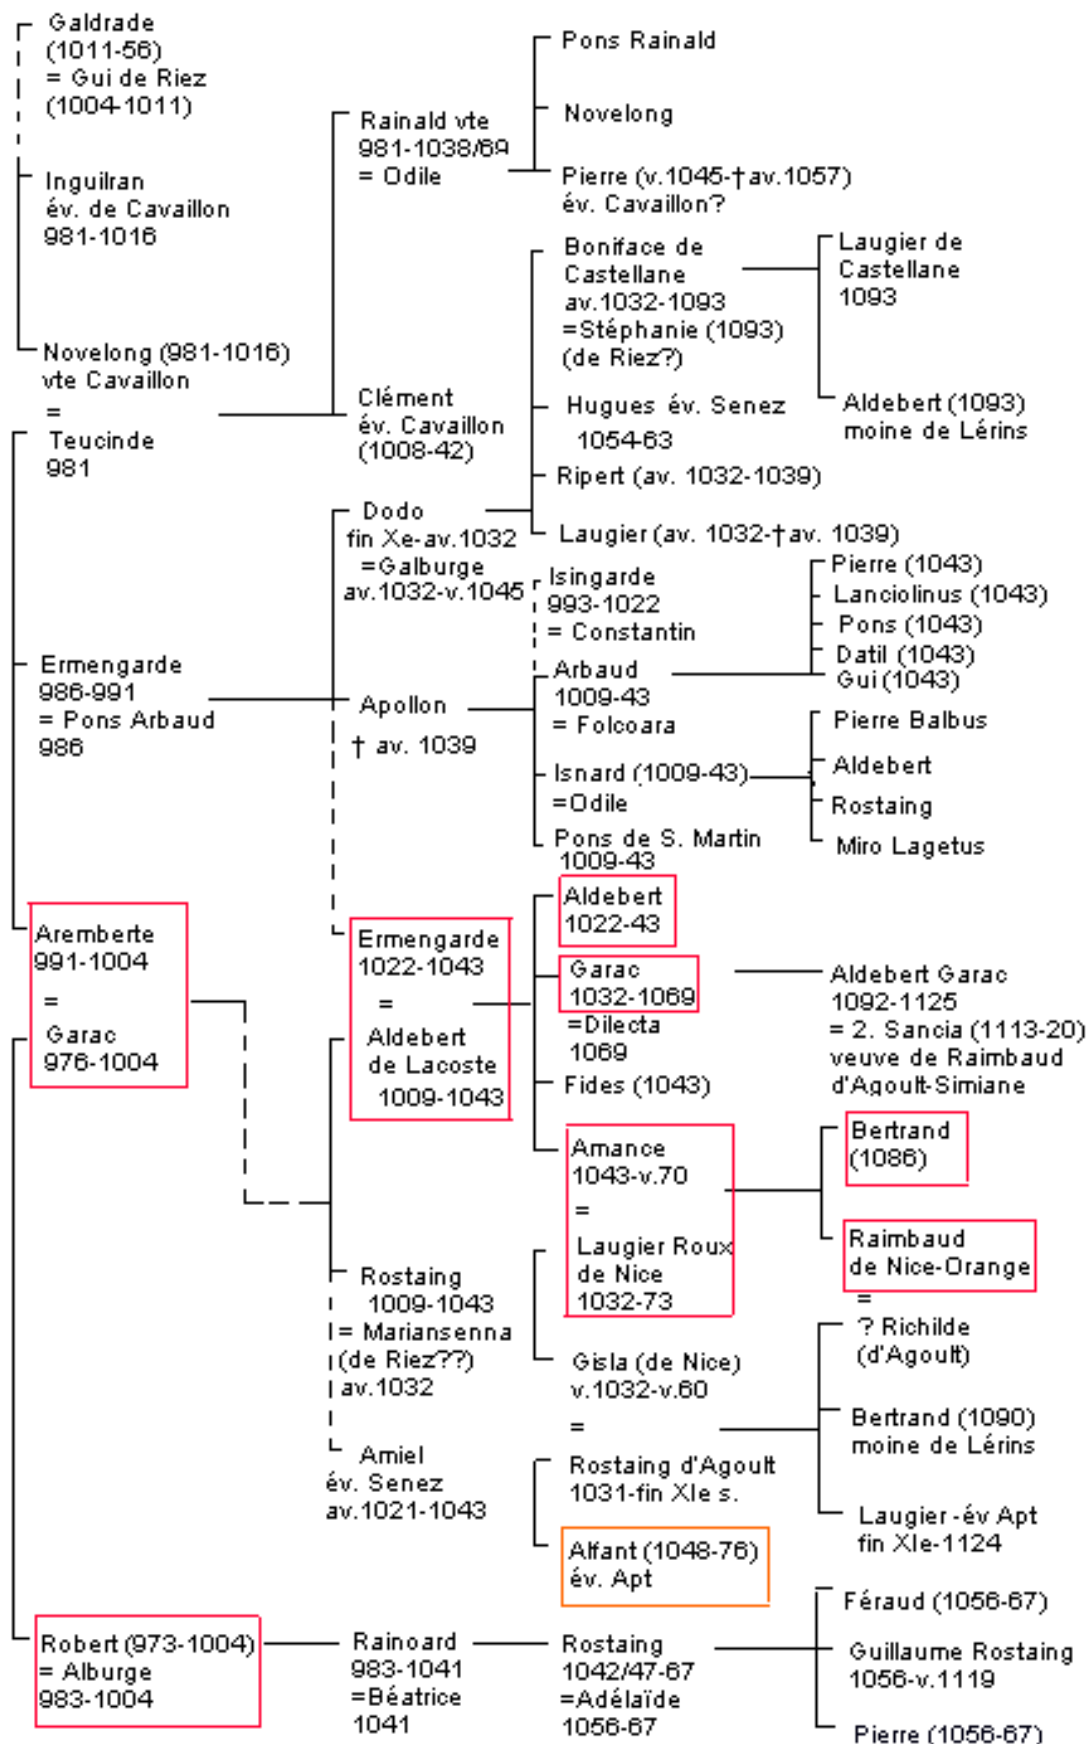 Galdrade
(1011-56)
= Gui de Riez
(1004-1011)
Inguilran
év. de Cavaillon
981-1016
Novelong (981-1016)
vte Cavaillon
=
Teucinde
981
Ermengarde
986-991
= Pons Arbaud
986
Aremberte
991-1004
=
Garac
976-1004
Robert (973-1004)
= Alburge
983-1004
Rainald vte
981-1038/69
= Odile
Clément
év. Cavaillon
(1008-42)
Dodo
fin Xe-av.1032
=Galburge
av.1032-v.1045
Apollon
† av. 1039
Ermengarde
1022-1043
=
Aldebert
de Lacoste
1009-1043
Rostaing
1009-1043
= Mariansenna
(de Riez??)
av.1032
Amiel
év. Senez
av.1021-1043
Rainoard
983-1041
=Béatrice
1041
Pons Rainald
Novelong
Pierre (v.1045-†av.1057)
év. Cavaillon?
Boniface de
Castellane
av.1032-1093
=Stéphanie (1093)
(de Riez?)
Hugues év. Senez
1054-63
Ripert (av. 1032-1039)
Laugier (av. 1032-†av. 1039)
Isingarde
993-1022
= Constantin
Arbaud
1009-43
= Folcoara
Isnard (1009-43)
=Odile
Pons de S. Martin
1009-43
Aldebert
1022-43
Garac
1032-1069
=Dilecta
1069
Fides (1043)
Amance
1043-v.70
=
Laugier Roux
de Nice
1032-73
Gisla (de Nice)
v.1032-v.60
=
Rostaing d'Agoult
1031-fin XIe s.
Alfant (1048-76)
év. Apt
Rostaing
1042/47-67
=Adélaïde
1056-67
Laugier de
Castellane
1093
Aldebert (1093)
moine de Lérins
Pierre (1043)
Lanciolinus (1043)
Pons (1043)
Datil (1043)
Gui (1043)
Pierre Balbus
Aldebert
Rostaing
Miro Lagetus
Aldebert Garac
1092-1125
= 2. Sancia (1113-20)
veuve de Raimbaud
d'Agoult-Simiane
Bertrand
(1086)
Raimbaud
de Nice-Orange
=
? Richilde
(d'Agoult)
Bertrand (1090)
moine de Lérins
Laugier -év Apt
fin XIe-1124
Féraud (1056-67)
Guillaume Rostaing
1056-v.1119
Pierre (1056-67)